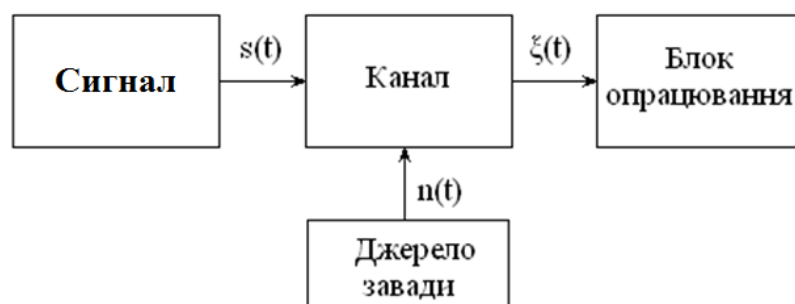 Сигнал
s(t)
Канал
ξ(t)
Блок
опрацювання
n(t)
Джерело
завади